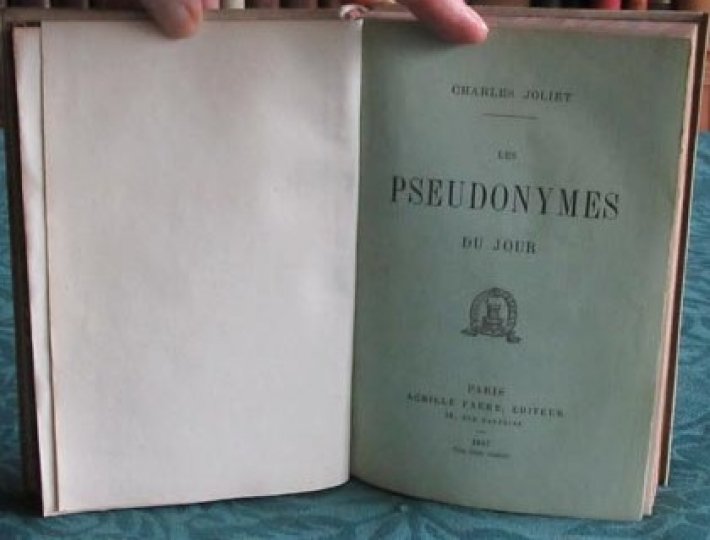 CHARLES JOLIET
LES
PSEUDONYMES
DU JOUR
PARIS
ACHILLE FAURE, ÉDITEUR
1867